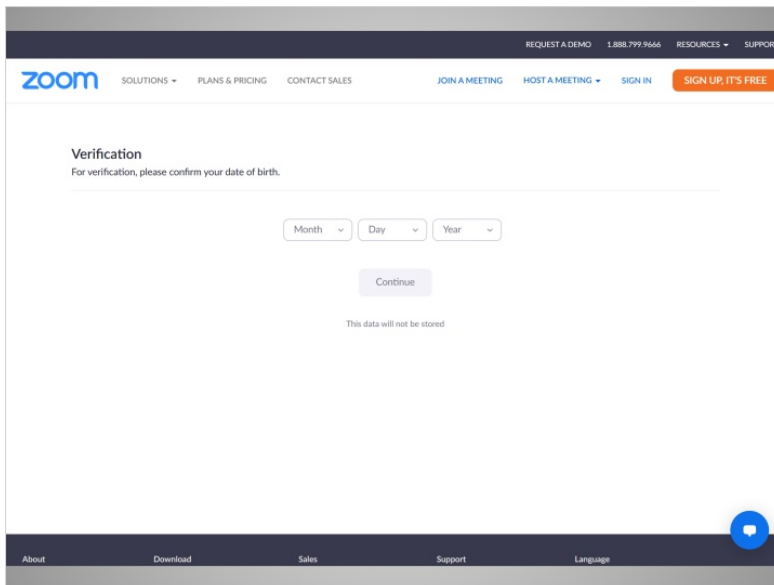 REQUEST A DEMO 1.888.799.9666 RESOURCES SUPPOR
zoom SOLUTIONS PLANS & PRICING CONTACT SALES JOIN A MEETING HOST A MEETING SIGN IN SIGN UP, IT'S FREE
Verification
For verification, please confirm your date of birth.
Month Day Year
Continue
This data will not be stored
About Download Sales Support Language